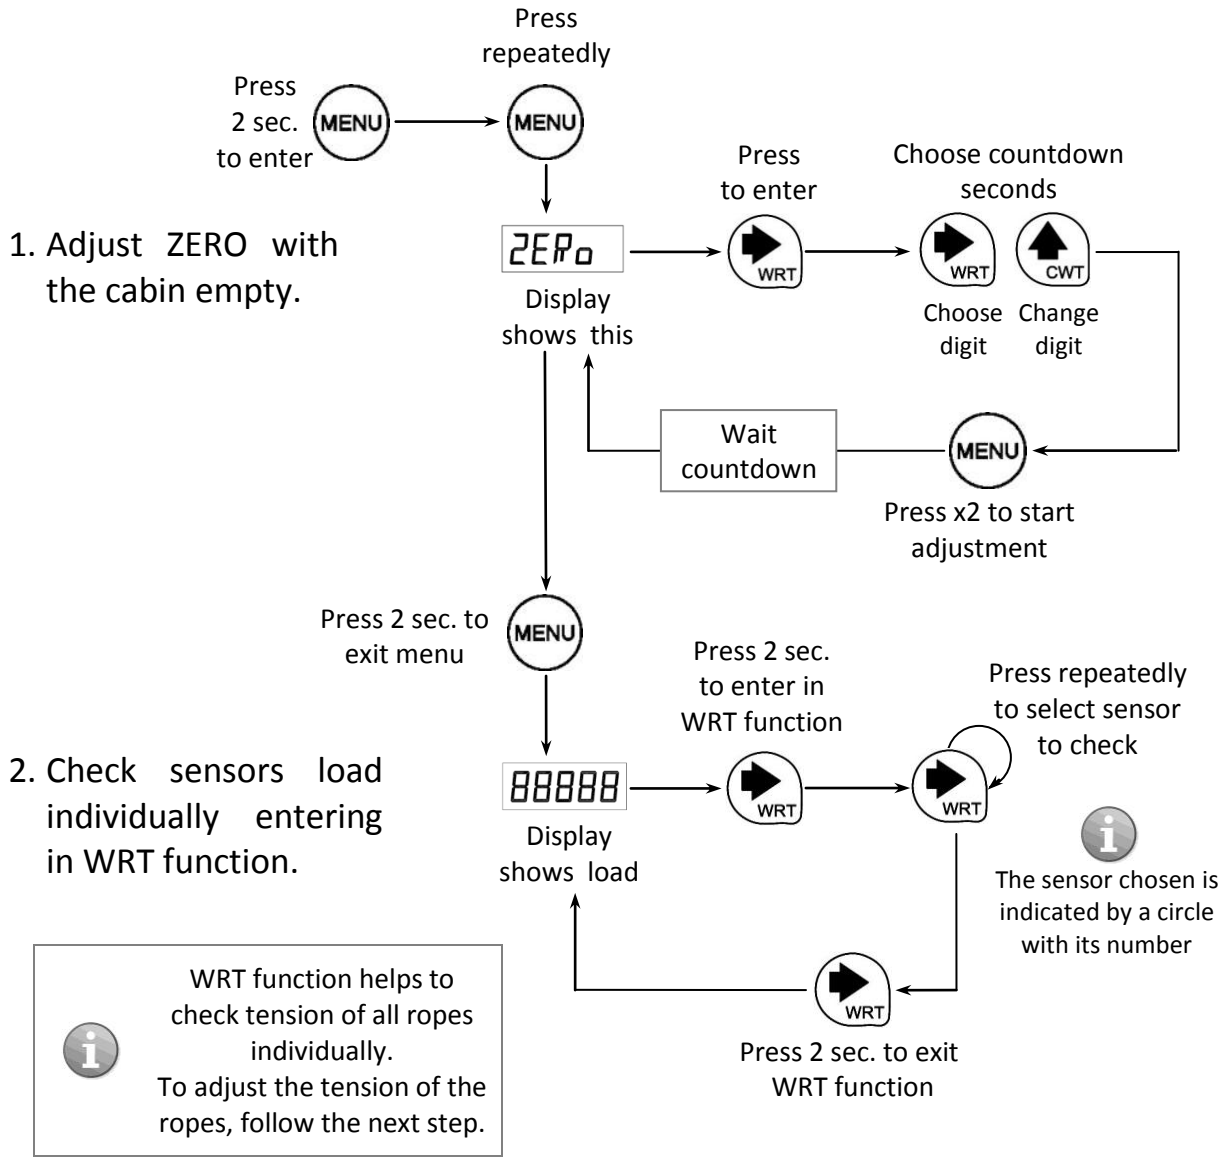 Press
repeatedly
Press
2 sec.
to enter
MENU
MENU
Press
to enter
Choose countdown
seconds
1. Adjust ZERO with
the cabin empty.
ZERo
WRT
WRT
CWT
Display
shows this
Choose
digit
Change
digit
Wait
countdown
MENU
Press x2 to start
adjustment
Press 2 sec. to
exit menu
MENU
Press 2 sec.
to enter in
WRT function
Press repeatedly
to select sensor
to check
2. Check sensors load
individually entering
in WRT function.
88888
WRT
WRT
Display
shows load
i
The sensor chosen is
indicated by a circle
with its number
i
WRT function helps to
check tension of all ropes
individually.
To adjust the tension of the
ropes, follow the next step.
WRT
Press 2 sec. to exit
WRT function